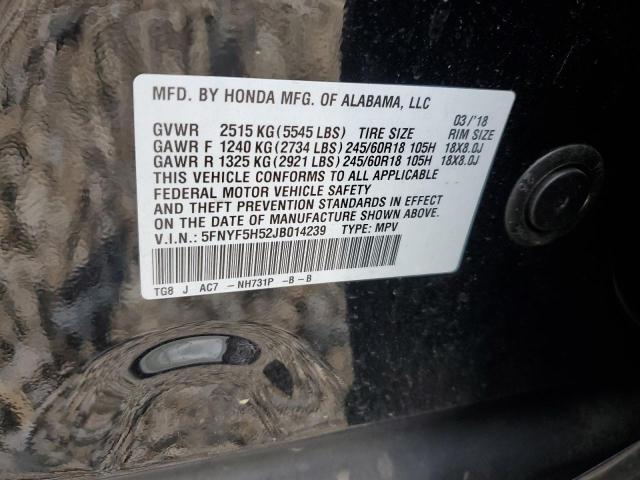 MFD. BY HONDA MFG. OF ALABAMA, LLC
03/'18
GVWR 2515 KG (5545 LBS) TIRE SIZE RIM SIZE
GAWR F 1240 KG (2734 LBS) 245/60R18 105H 18X8.0J
GAWR R 1325 KG (2921 LBS) 245/60R18 105H 18X8.0J
THIS VEHICLE CONFORMS TO ALL APPLICABLE
FEDERAL MOTOR VEHICLE SAFETY
AND THEFT PREVENTION STANDARDS IN EFFECT
ON THE DATE OF MANUFACTURE SHOWN ABOVE.
V.I.N.: 5FNYF5H52JB014239 TYPE: MPV
TG8 J AC7 -NH731P -B-B